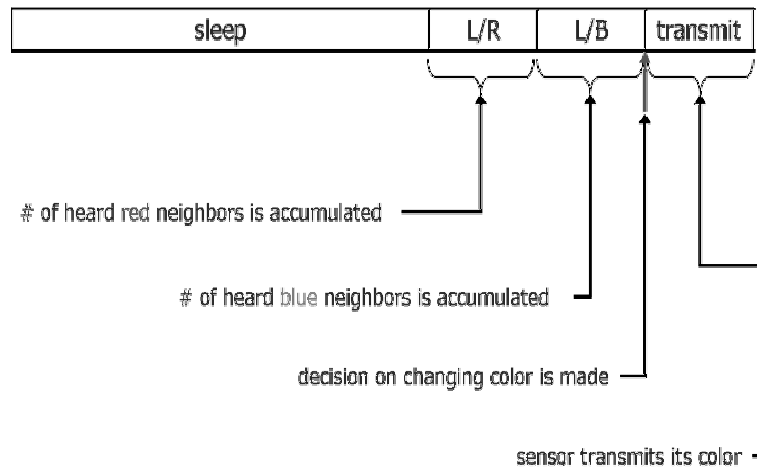 sleep L/R L/B transmit
# of heard red neighbors is accumulated
# of heard blue neighbors is accumulated
decision on changing color is made
sensor transmits its color